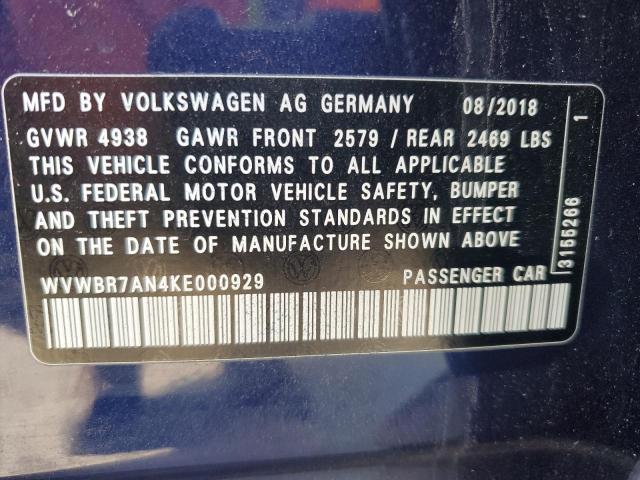 MFD BY VOLKSWAGEN AG GERMANY 08/2018
GVWR 4938 GAWR FRONT 2579 / REAR 2469 LBS
THIS VEHICLE CONFORMS TO ALL APPLICABLE
U.S. FEDERAL MOTOR VEHICLE SAFETY, BUMPER
AND THEFT PREVENTION STANDARDS IN EFFECT
ON THE DATE OF MANUFACTURE SHOWN ABOVE
WVWBR7AN4KE000929 PASSENGER CAR
3155266 1